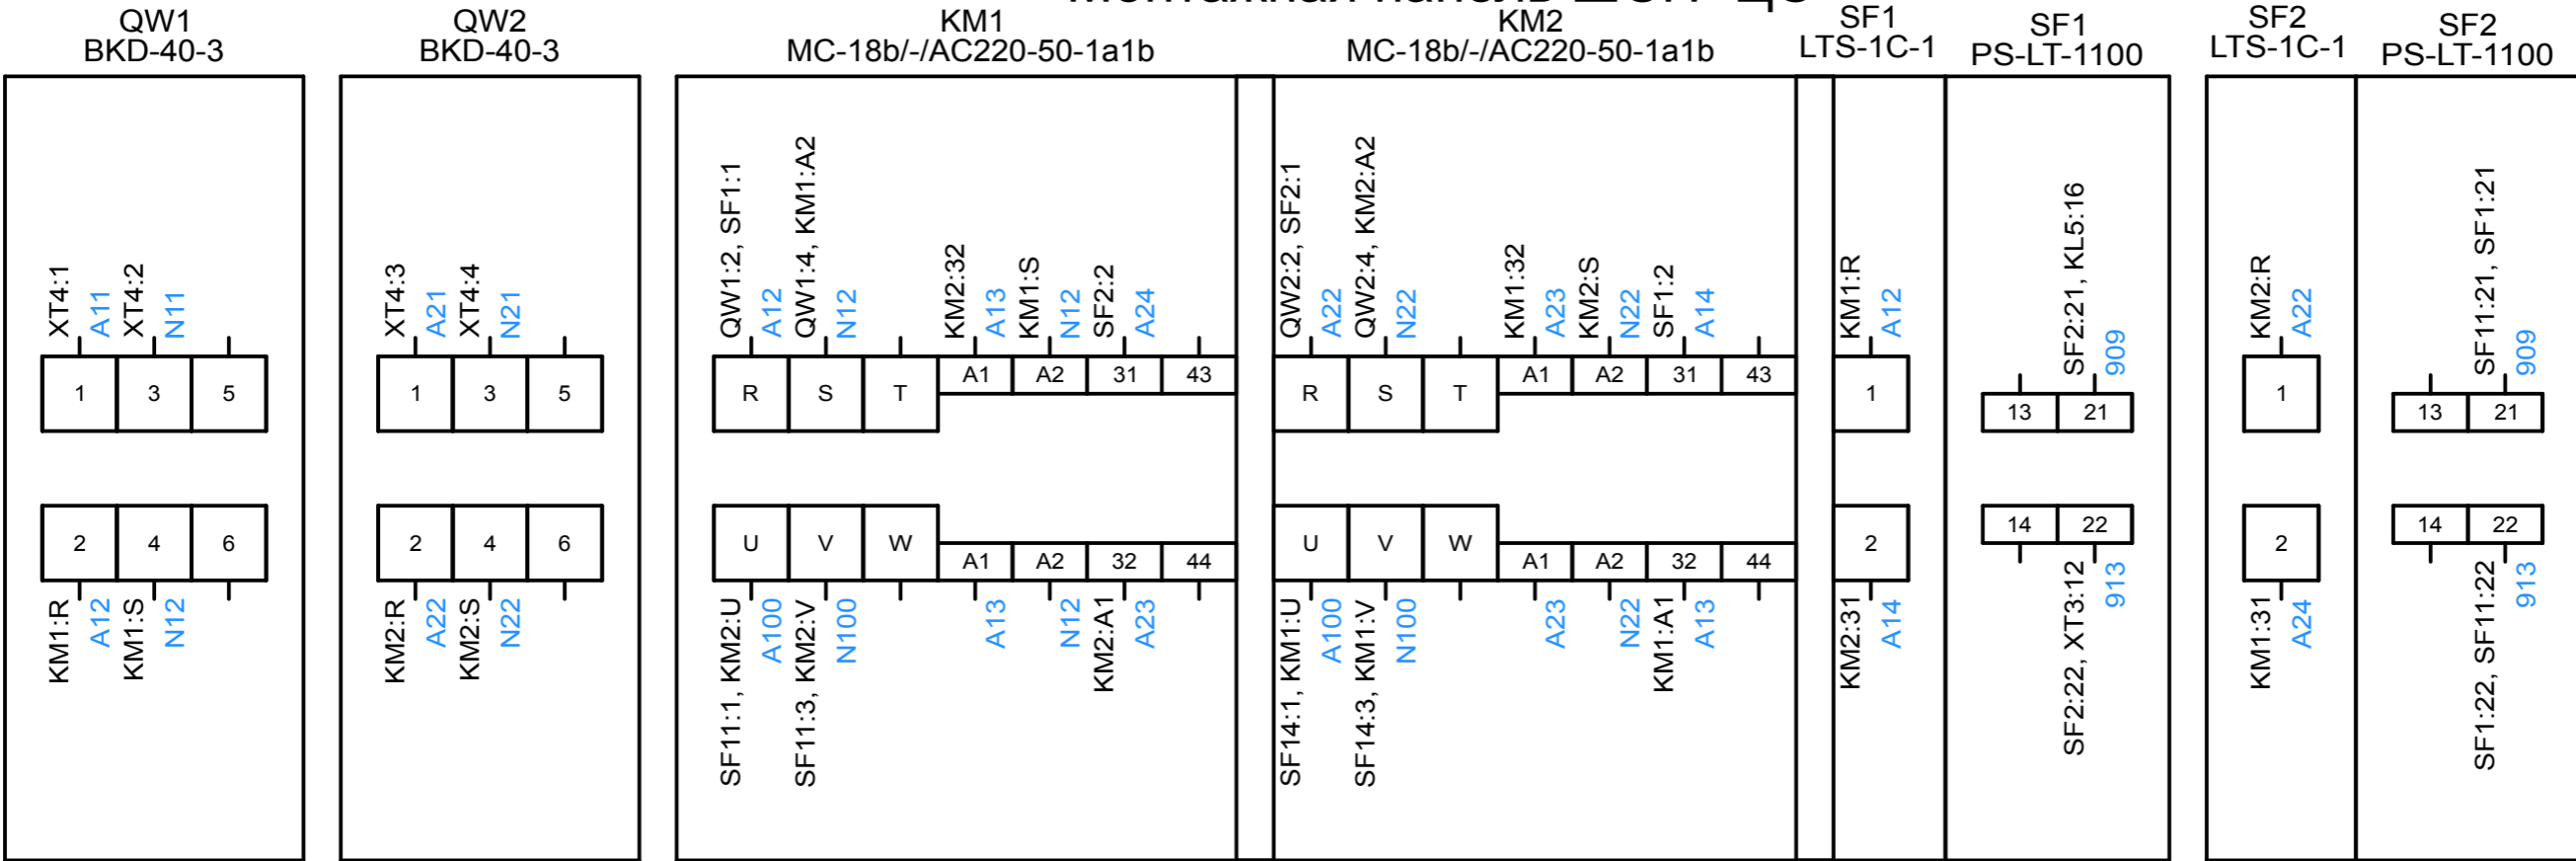 QW1
BKD-40-3
QW2
BKD-40-3
KM1
MC-18b/-/AC220-50-1a1b
KM2
MC-18b/-/AC220-50-1a1b
SF1
LTS-1C-1
SF1
PS-LT-1100
SF2
LTS-1C-1
SF2
PS-LT-1100
XT4:1
A11
XT4:2
N11
1 3 5
2 4 6
KM1:R
A12
KM1:S
N12
XT4:3
A21
XT4:4
N21
1 3 5
2 4 6
KM2:R
A22
KM2:S
N22
QW1:2, SF1:1
A12
QW1:4, KM1:A2
N12
KM2:32
A13
KM1:S
N12
SF2:2
A24
R S T A1 A2 31 43
U V W A1 A2 32 44
SF11:1, KM2:U
A100
SF11:3, KM2:V
N100
A13
N12
KM2:A1
A23
QW2:2, SF2:1
A22
QW2:4, KM2:A2
N22
KM1:32
A23
KM2:S
N22
SF1:2
A14
R S T A1 A2 31 43
U V W A1 A2 32 44
SF14:1, KM1:U
A100
SF14:3, KM1:V
N100
A23
N22
KM1:A1
A13
KM1:R
A12
1
2
KM2:31
A14
SF2:21, KL5:16
909
13 21
14 22
SF2:22, XT3:12
913
KM2:R
A22
1
2
KM1:31
A24
SF11:21, SF1:21
909
13 21
14 22
SF1:22, SF11:22
913